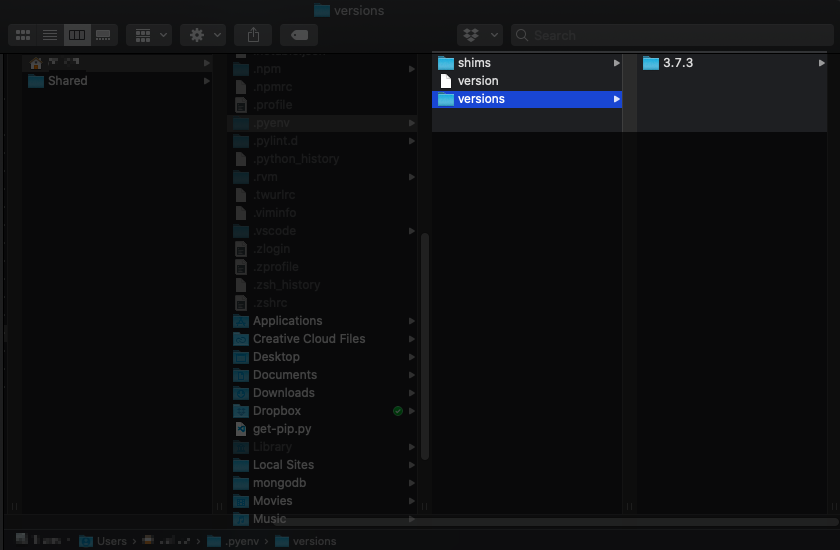 versions
Search
Shared
.npm
.npmrc
.profile
.pyenv
.pylint.d
.python_history
.rvm
.twurlrc
.viminfo
.vscode
.zlogin
.zprofile
.zsh_history
.zshrc
Applications
Creative Cloud Files
Desktop
Documents
Downloads
Dropbox
get-pip.py
Library
Local Sites
mongodb
Movies
Music
shims
version
versions
3.7.3
Users › .pyenv › versions